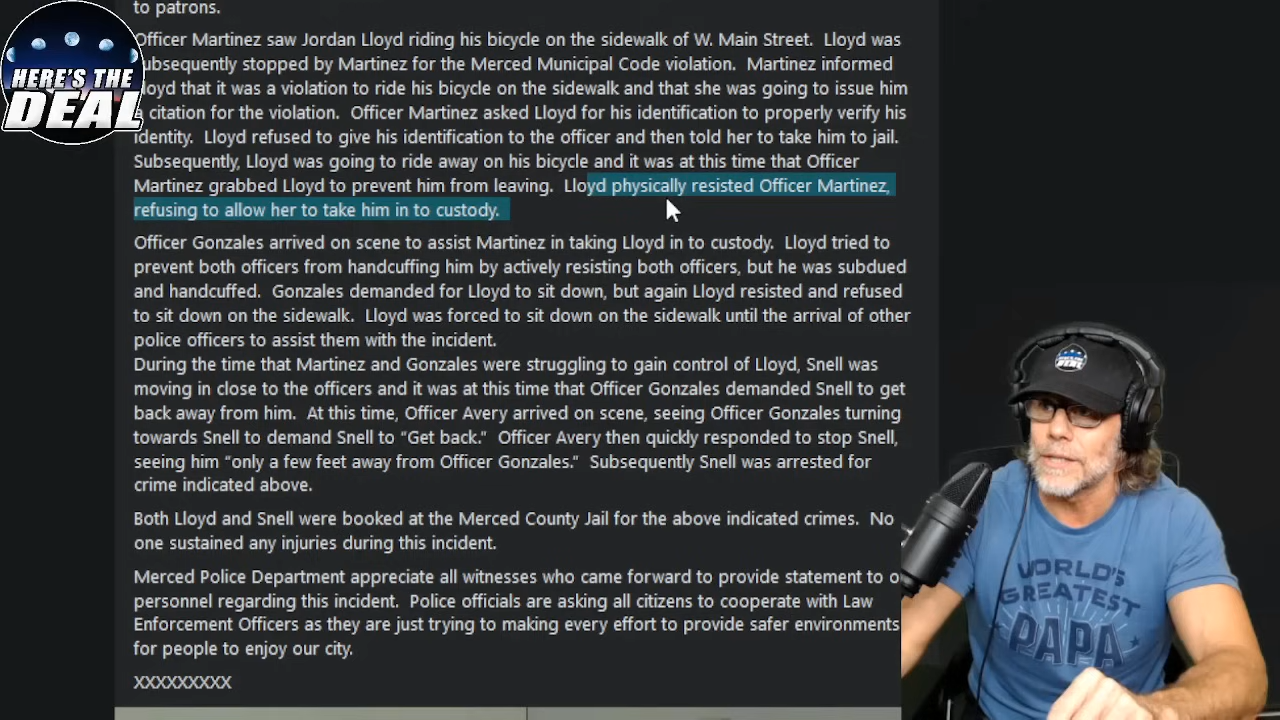 to patrons.
HERE'S THE
DEAL
Officer Martinez saw Jordan Lloyd riding his bicycle on the sidewalk of W. Main Street. Lloyd was
subsequently stopped by Martinez for the Merced Municipal Code violation. Martinez informed
loyd that it was a violation to ride his bicycle on the sidewalk and that she was going to issue him
citation for the violation. Officer Martinez asked Lloyd for his identification to properly verify his
identity. Lloyd refused to give his identification to the officer and then told her to take him to jail.
Subsequently, Lloyd was going to ride away on his bicycle and it was at this time that Officer
Martinez grabbed Lloyd to prevent him from leaving. Lloyd physically resisted Officer Martinez,
refusing to allow her to take him in to custody.
Officer Gonzales arrived on scene to assist Martinez in taking Lloyd in to custody. Lloyd tried to
prevent both officers from handcuffing him by actively resisting both officers, but he was subdued
and handcuffed. Gonzales demanded for Lloyd to sit down, but again Lloyd resisted and refused
to sit down on the sidewalk. Lloyd was forced to sit down on the sidewalk until the arrival of other
police officers to assist them with the incident.
During the time that Martinez and Gonzales were struggling to gain control of Lloyd, Snell was
moving in close to the officers and it was at this time that Officer Gonzales demanded Snell to get
back away from him. At this time, Officer Avery arrived on scene, seeing Officer Gonzales turning
towards Snell to demand Snell to “Get back.” Officer Avery then quickly responded to stop Snell,
seeing him “only a few feet away from Officer Gonzales.” Subsequently Snell was arrested for
crime indicated above.
Both Lloyd and Snell were booked at the Merced County Jail for the above indicated crimes. No
one sustained any injuries during this incident.
Merced Police Department appreciate all witnesses who came forward to provide statement to o
personnel regarding this incident. Police officials are asking all citizens to cooperate with Law
Enforcement Officers as they are just trying to making every effort to provide safer environments
for people to enjoy our city.
XXXXXXXXX
WORLD'S
GREATEST
PAPA